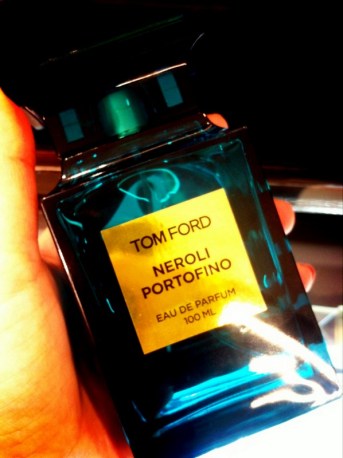 TOM FORD
NEROLI
PORTOFINO
EAU DE PARFUM
100 ML